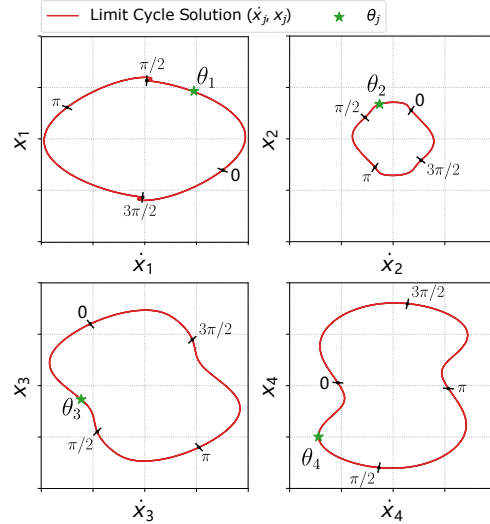 Limit Cycle Solution (ẋ_j, x_j) θ_j
π/2
θ_1
π
x_1
0
3π/2
ẋ_1
θ_2
0
π/2
x_2
π
3π/2
ẋ_2
0
3π/2
x_3
θ_3
π/2
π
ẋ_3
3π/2
0
π
x_4
θ_4
π/2
ẋ_4